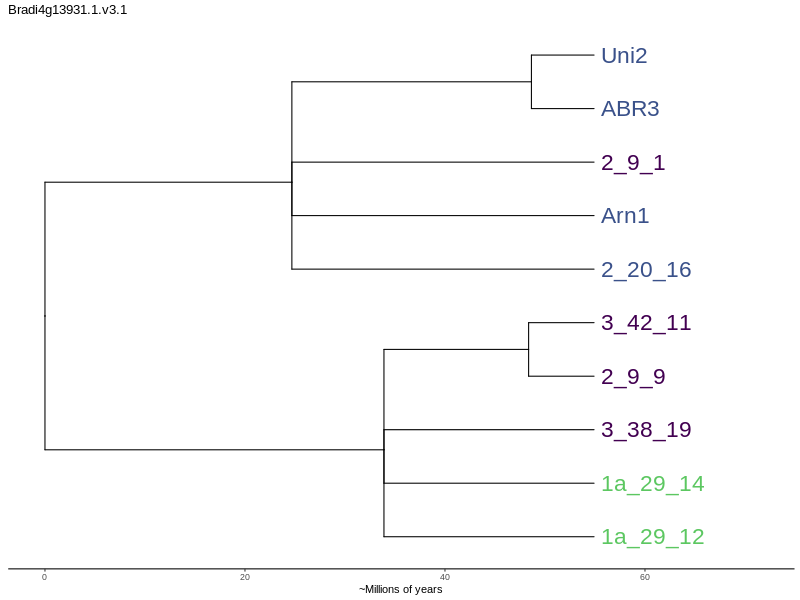 Bradi4g13931.1.v3.1
Uni2
ABR3
2_9_1
Arn1
2_20_16
3_42_11
2_9_9
3_38_19
1a_29_14
1a_29_12
0 20 40 60
~Millions of years